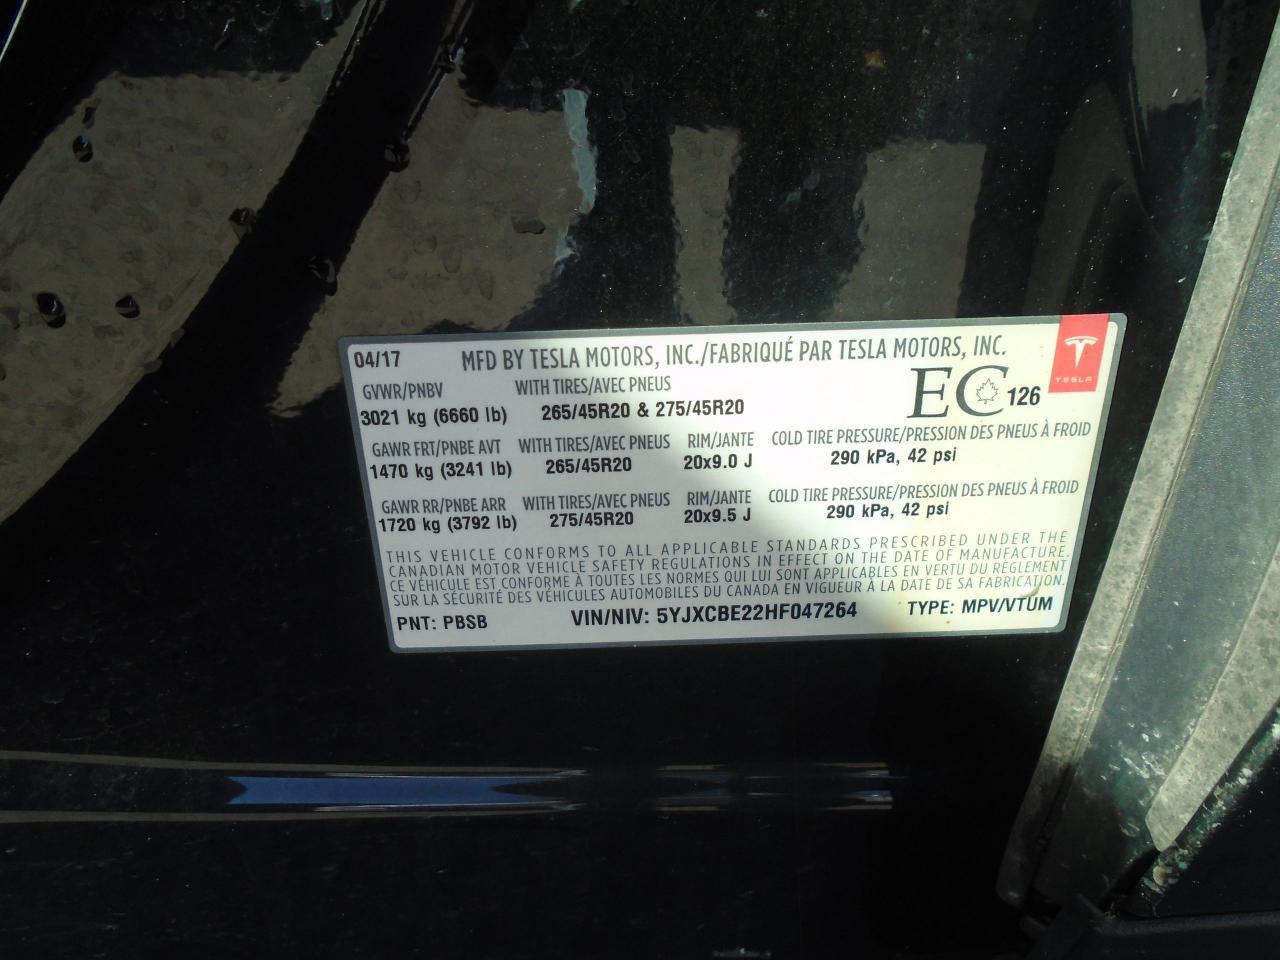 04/17 MFD BY TESLA MOTORS, INC./FABRIQUÉ PAR TESLA MOTORS, INC.
TESLA
GVWR/PNBV WITH TIRES/AVEC PNEUS
3021 kg (6660 lb) 265/45R20 & 275/45R20 EC 126
GAWR FRT/PNBE AVT WITH TIRES/AVEC PNEUS RIM/JANTE COLD TIRE PRESSURE/PRESSION DES PNEUS À FROID
1470 kg (3241 lb) 265/45R20 20x9.0 J 290 kPa, 42 psi
GAWR RR/PNBE ARR WITH TIRES/AVEC PNEUS RIM/JANTE COLD TIRE PRESSURE/PRESSION DES PNEUS À FROID
1720 kg (3792 lb) 275/45R20 20x9.5 J 290 kPa, 42 psi
THIS VEHICLE CONFORMS TO ALL APPLICABLE STANDARDS PRESCRIBED UNDER THE
CANADIAN MOTOR VEHICLE SAFETY REGULATIONS IN EFFECT ON THE DATE OF MANUFACTURE.
CE VÉHICULE EST CONFORME À TOUTES LES NORMES QUI LUI SONT APPLICABLES EN VERTU DU RÈGLEMENT
SUR LA SÉCURITÉ DES VÉHICULES AUTOMOBILES DU CANADA EN VIGUEUR À LA DATE DE SA FABRICATION.
PNT: PBSB VIN/NIV: 5YJXCBE22HF047264 TYPE: MPV/VTUM